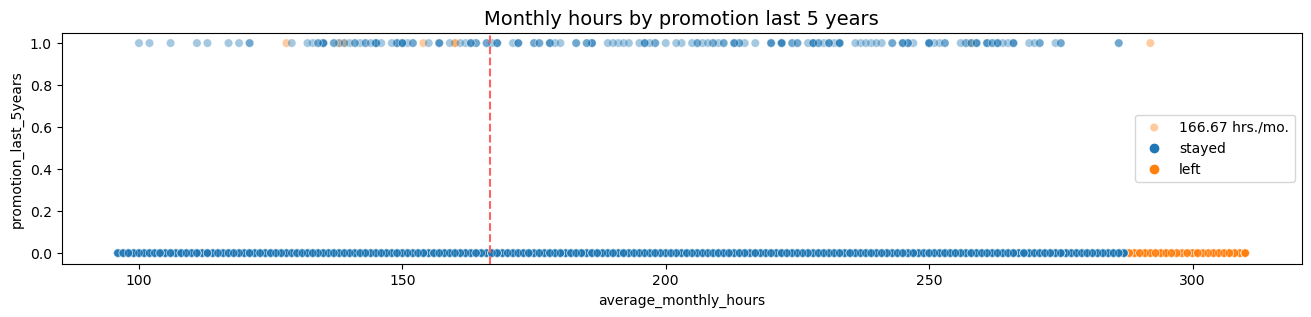 Monthly hours by promotion last 5 years
promotion_last_5years
1.0
0.8
0.6
0.4
0.2
0.0
166.67 hrs./mo.
stayed
left
100
150
200
250
300
average_monthly_hours